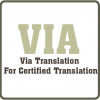 VIA
Via Translation
For Certified Translation